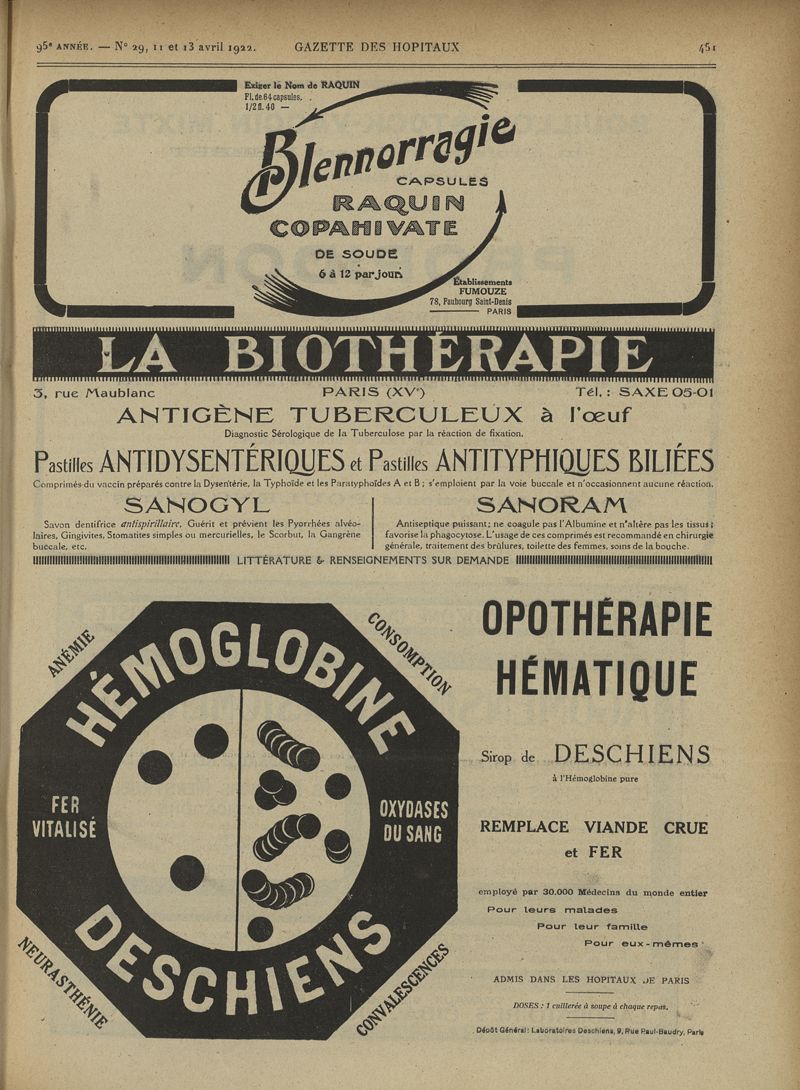 95e ANNÉE. — No 29, 11 et 13 avril 1922. GAZETTE DES HOPITAUX 451
Exiger le Nom de RAQUIN
Fl. de 64 capsules. .
1/2 fl. 40 —
Blennorragie
CAPSULES
RAQUIN
COPAHIVATE
DE SOUDE
6 à 12 par jour.
Établissements
FUMOUZE
78, Faubourg Saint-Denis
PARIS
LA BIOTHÉRAPIE
3, rue Maublanc PARIS (XVe) Tél. : SAXE 05-01
ANTIGÈNE TUBERCULEUX à l'œuf
Diagnostic Sérologique de la Tuberculose par la réaction de fixation.
Pastilles ANTIDYSENTÉRIQUES et Pastilles ANTITYPHIQUES BILIÉES
Comprimés du vaccin préparés contre la Dysentérie, la Typhoïde et les Paratyphoïdes A et B ; s'emploient par la voie buccale et n'occasionnent aucune réaction.
SANOGYL
Savon dentifrice antispirillaire, Guérit et prévient les Pyorrhées alvéo-
laires, Gingivites, Stomatites simples ou mercurielles, le Scorbut, la Gangrène
buccale, etc.
SANORAM
Antiseptique puissant ; ne coagule pas l'Albumine et n'altère pas les tissus ;
favorise la phagocytose. L'usage de ces comprimés est recommandé en chirurgie
générale, traitement des brûlures, toilette des femmes, soins de la bouche.
LITTÉRATURE & RENSEIGNEMENTS SUR DEMANDE
ANÉMIE
CONSOMPTION
HÉMOGLOBINE
FER
VITALISÉ
OXYDASES
DU SANG
DESCHIENS
NEURASTHÉNIE
CONVALESCENCES
OPOTHÉRAPIE
HÉMATIQUE
Sirop de DESCHIENS
à l'Hémoglobine pure
REMPLACE VIANDE CRUE
et FER
employé par 30.000 Médecins du monde entier
Pour leurs malades
Pour leur famille
Pour eux-mêmes
ADMIS DANS LES HOPITAUX DE PARIS
DOSES : 1 cuillerée à soupe à chaque repas.
Dépôt Général : Laboratoires Deschiens, 9, Rue Paul-Baudry, Paris